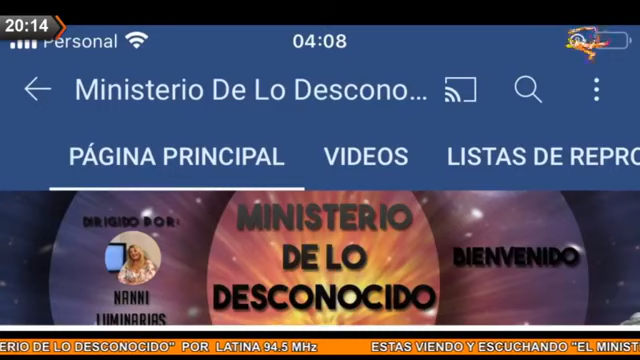 20:14
Personal
04:08
Ministerio De Lo Descono...
PÁGINA PRINCIPAL VIDEOS LISTAS DE REPRO
DIRIGIDO POR:
NANNI
LUMINARIAS
MINISTERIO
DE LO
DESCONOCIDO
BIENVENIDO
ERIO DE LO DESCONOCIDO" POR LATINA 94.5 MHz ESTAS VIENDO Y ESCUCHANDO "EL MINIST